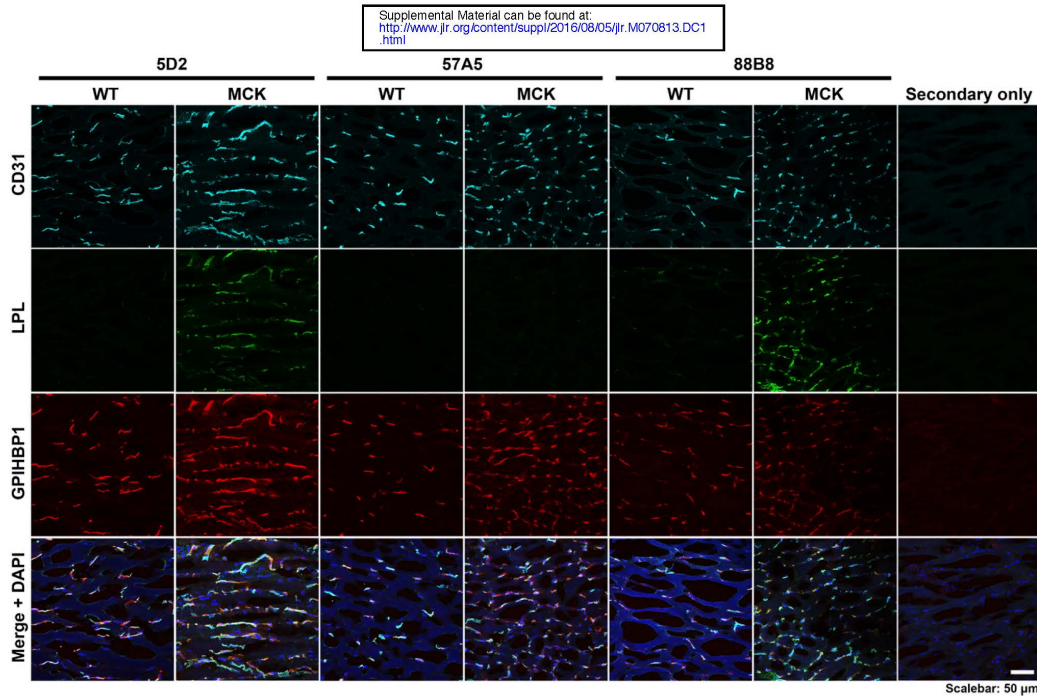 Supplemental Material can be found at:
http://www.jlr.org/content/suppl/2016/08/05/jlr.M070813.DC1
.html
5D2 57A5 88B8
WT MCK WT MCK WT MCK Secondary only
CD31
LPL
GPIHBP1
Merge + DAPI
Scalebar: 50 µm